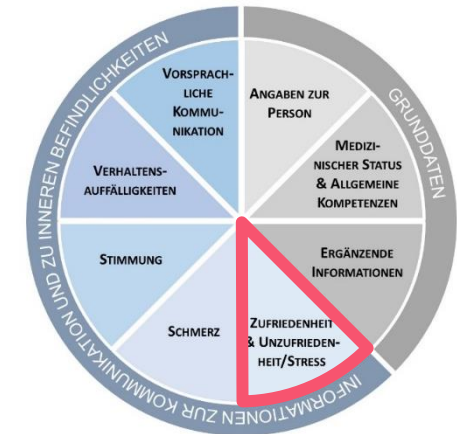 INFORMATIONEN ZUR KOMMUNIKATION UND ZU INNEREN BEFINDLICHKEITEN
GRUNDDATEN
VORSPRACH-
LICHE
KOMMU-
NIKATION
ANGABEN ZUR
PERSON
MEDIZI-
NISCHER STATUS
& ALLGEMEINE
KOMPETENZEN
VERHALTENS-
AUFFÄLLIGKEITEN
STIMMUNG
ERGÄNZENDE
INFORMATIONEN
SCHMERZ
ZUFRIEDENHEIT
& UNZUFRIEDEN-
HEIT/STRESS